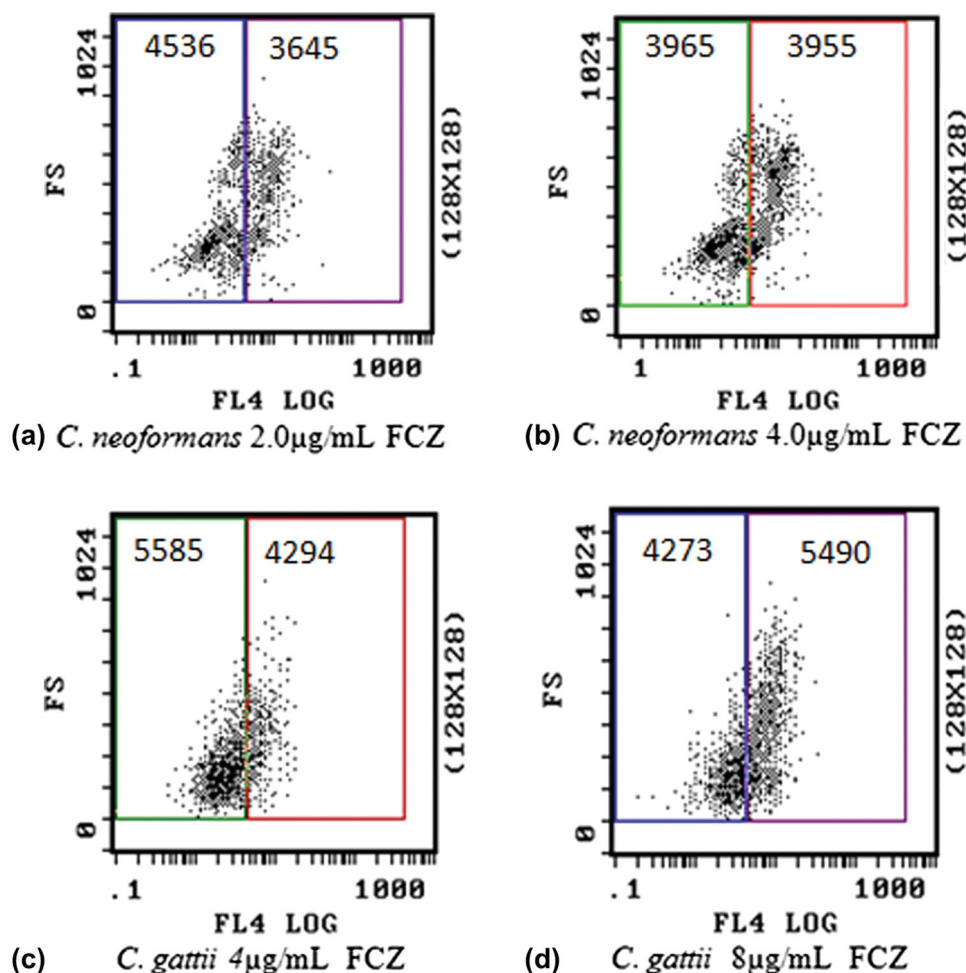 4536 3645
1024
FS
0
(128X128)
.1 1000
FL4 LOG
(a) C. neoformans 2.0µg/mL FCZ
3965 3955
1024
FS
0
(128X128)
1 1000
FL4 LOG
(b) C. neoformans 4.0µg/mL FCZ
5585 4294
1024
FS
0
(128X128)
.1 1000
FL4 LOG
(c) C. gattii 4µg/mL FCZ
4273 5490
1024
FS
0
(128X128)
.1 1000
FL4 LOG
(d) C. gattii 8µg/mL FCZ